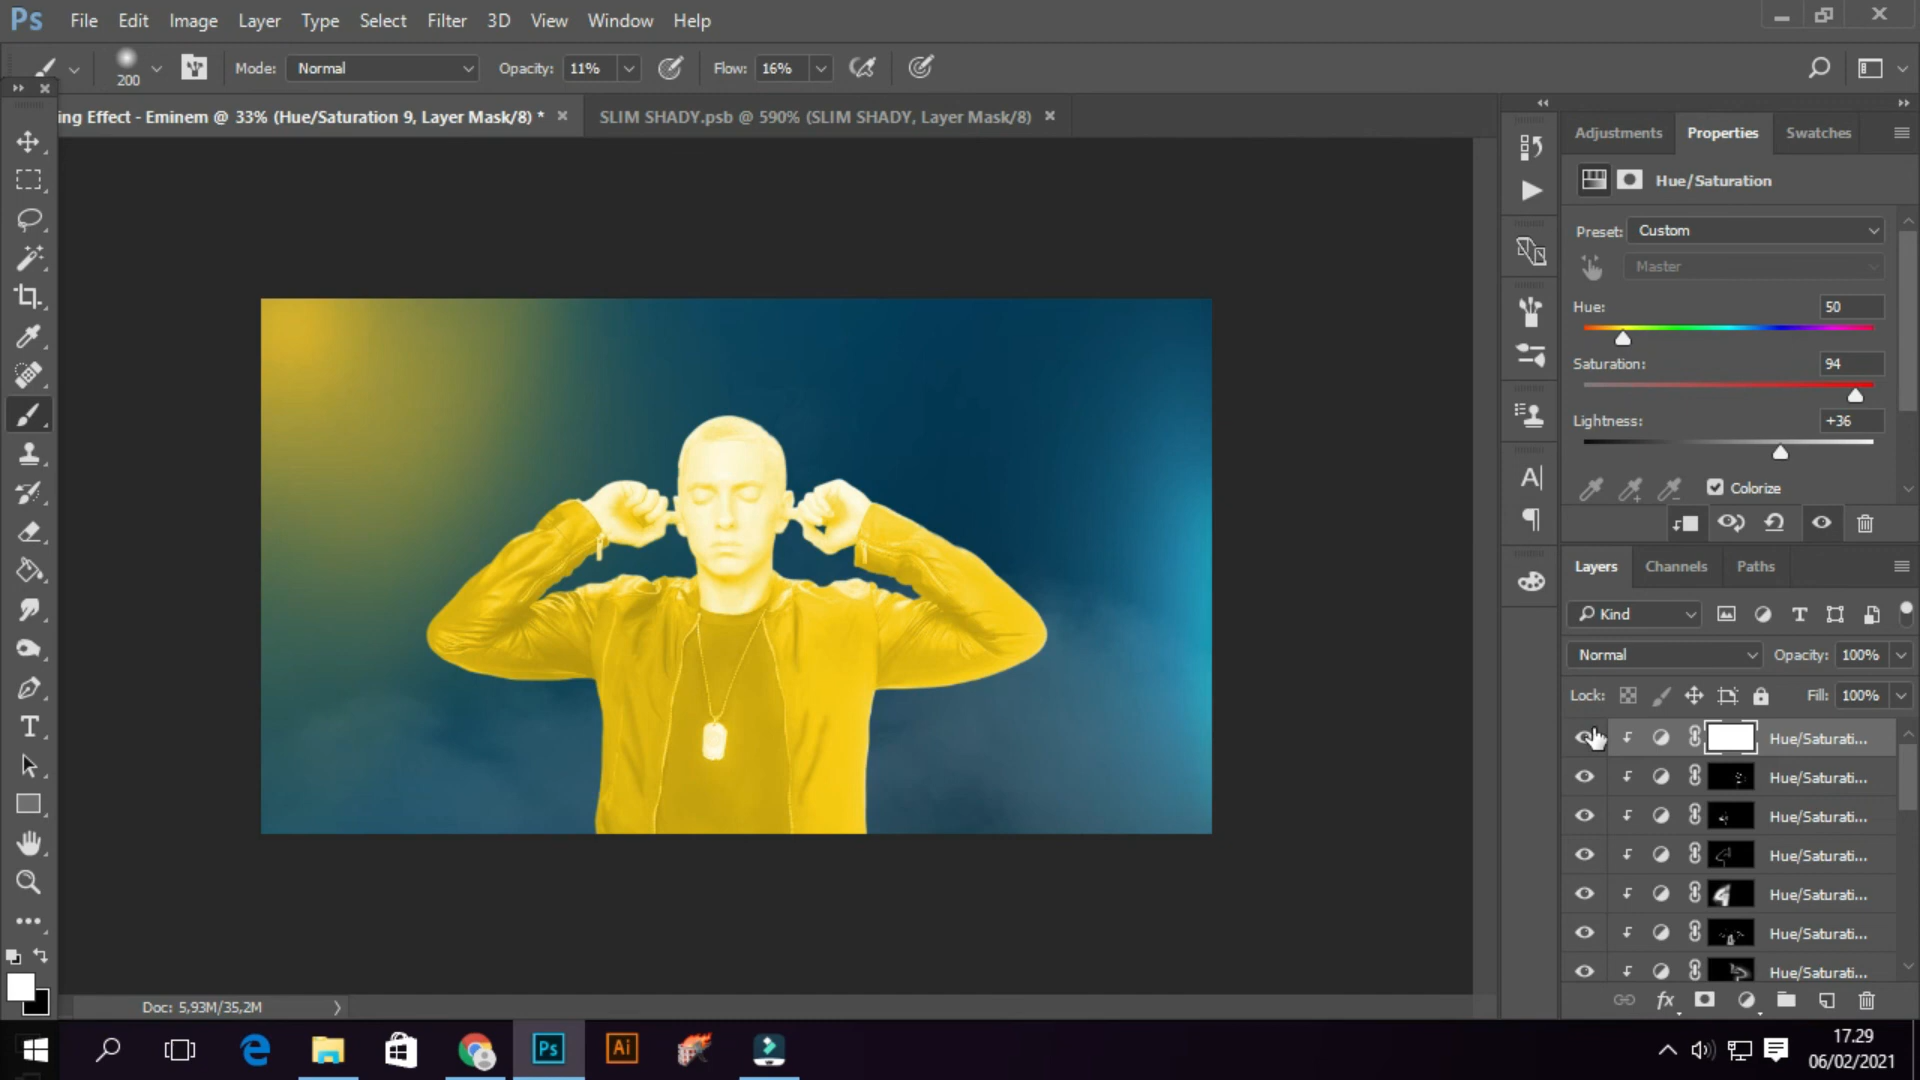 Ps File Edit Image Layer Type Select Filter 3D View Window Help
200 Mode: Normal Opacity: 11% Flow: 16%
ing Effect - Eminem @ 33% (Hue/Saturation 9, Layer Mask/8) * SLIM SHADY.psb @ 590% (SLIM SHADY, Layer Mask/8)
Adjustments Properties Swatches
Hue/Saturation
Preset: Custom
Master
Hue: 50
Saturation: 94
Lightness: +36
Colorize
Layers Channels Paths
Kind
Normal Opacity: 100%
Lock: Fill: 100%
Hue/Saturati...
Hue/Saturati...
Hue/Saturati...
Hue/Saturati...
Hue/Saturati...
Hue/Saturati...
Hue/Saturati...
Doc: 5,93M/35,2M
Ps Ai
17.29
06/02/2021